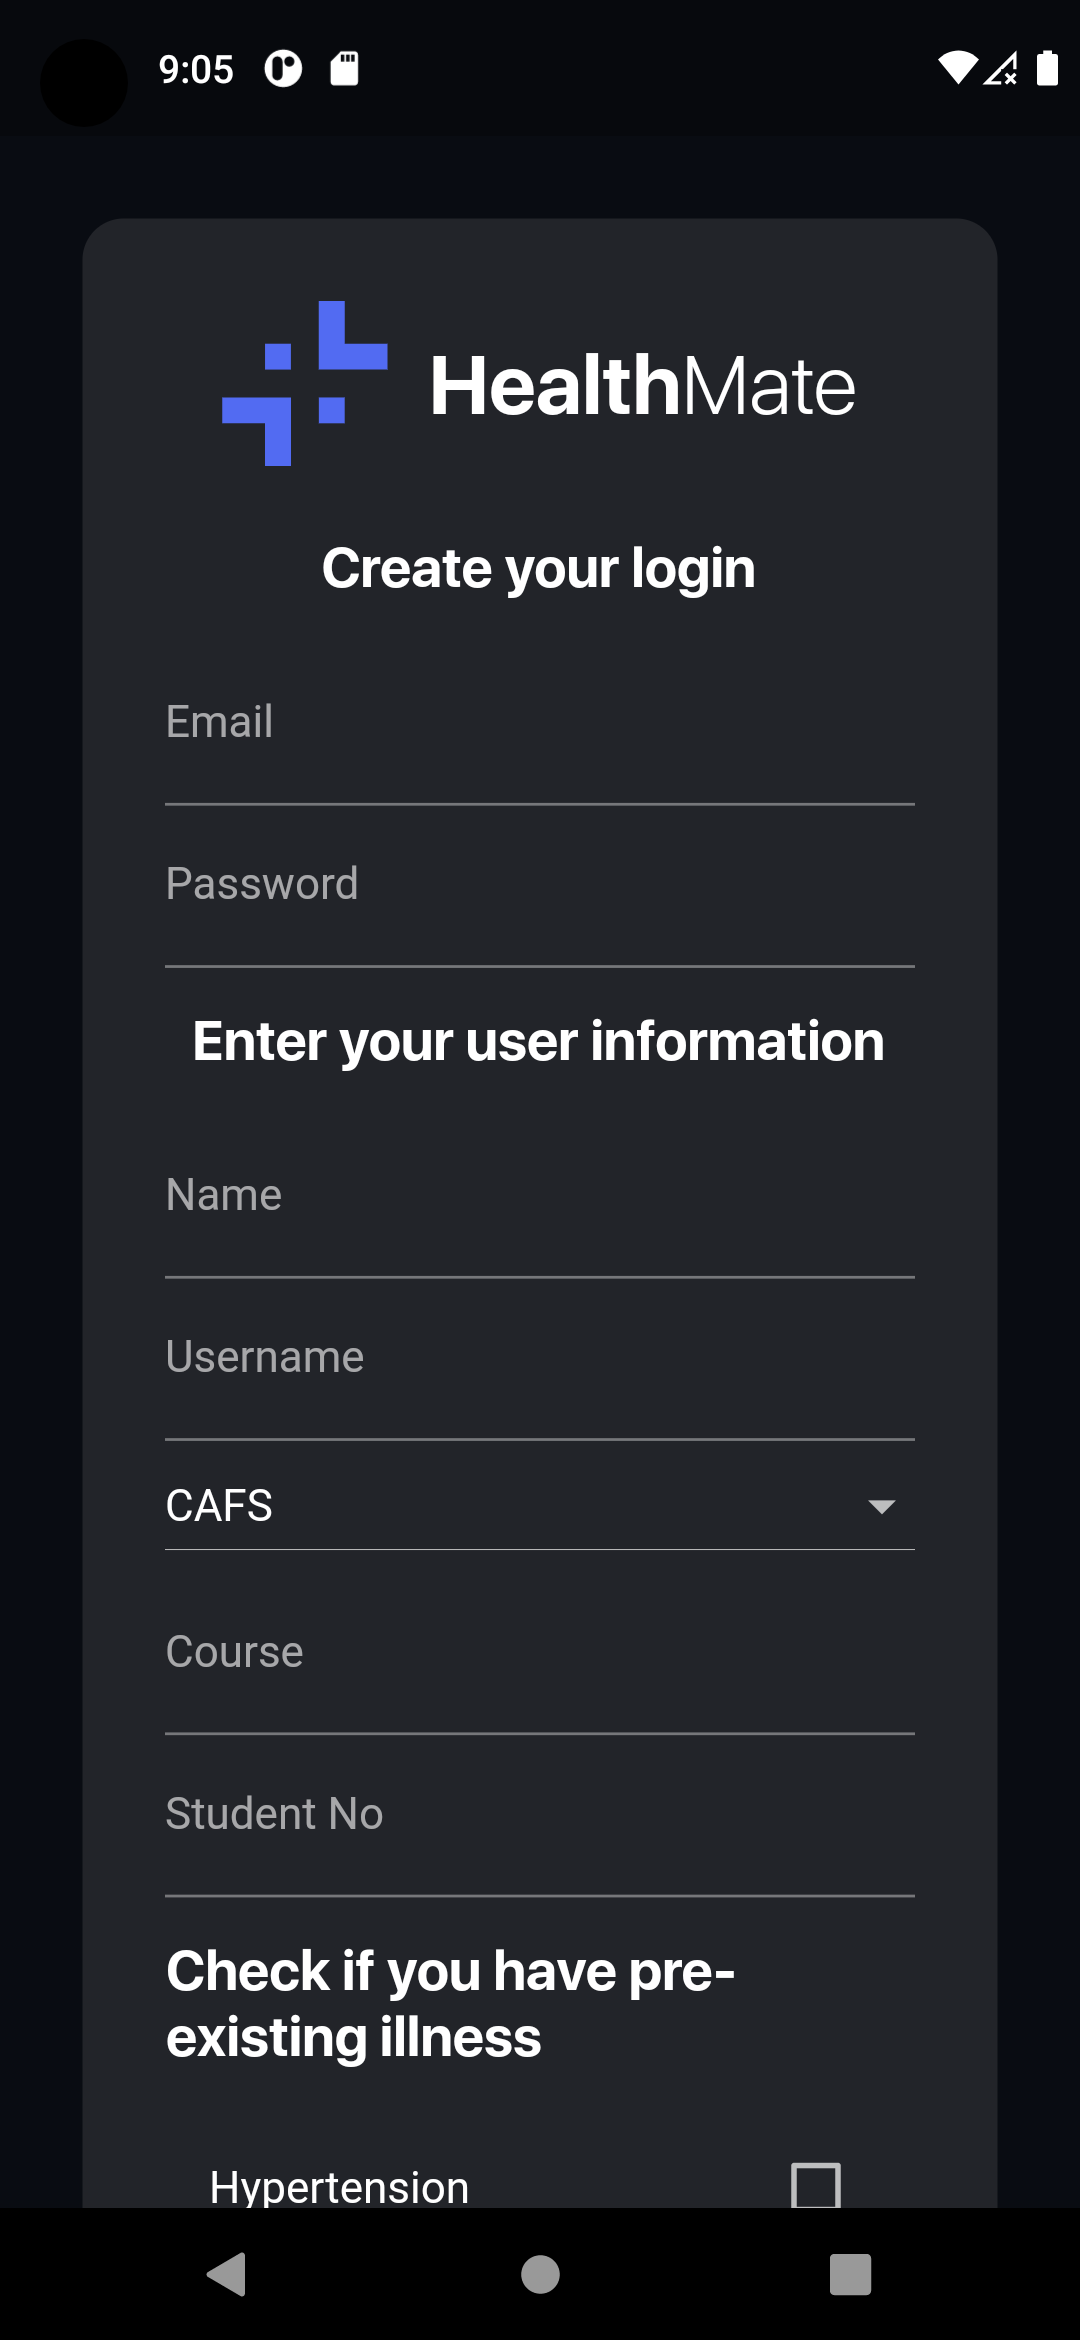 9:05
HealthMate
Create your login
Email
Password
Enter your user information
Name
Username
CAFS
Course
Student No
Check if you have pre-
existing illness
Hypertension